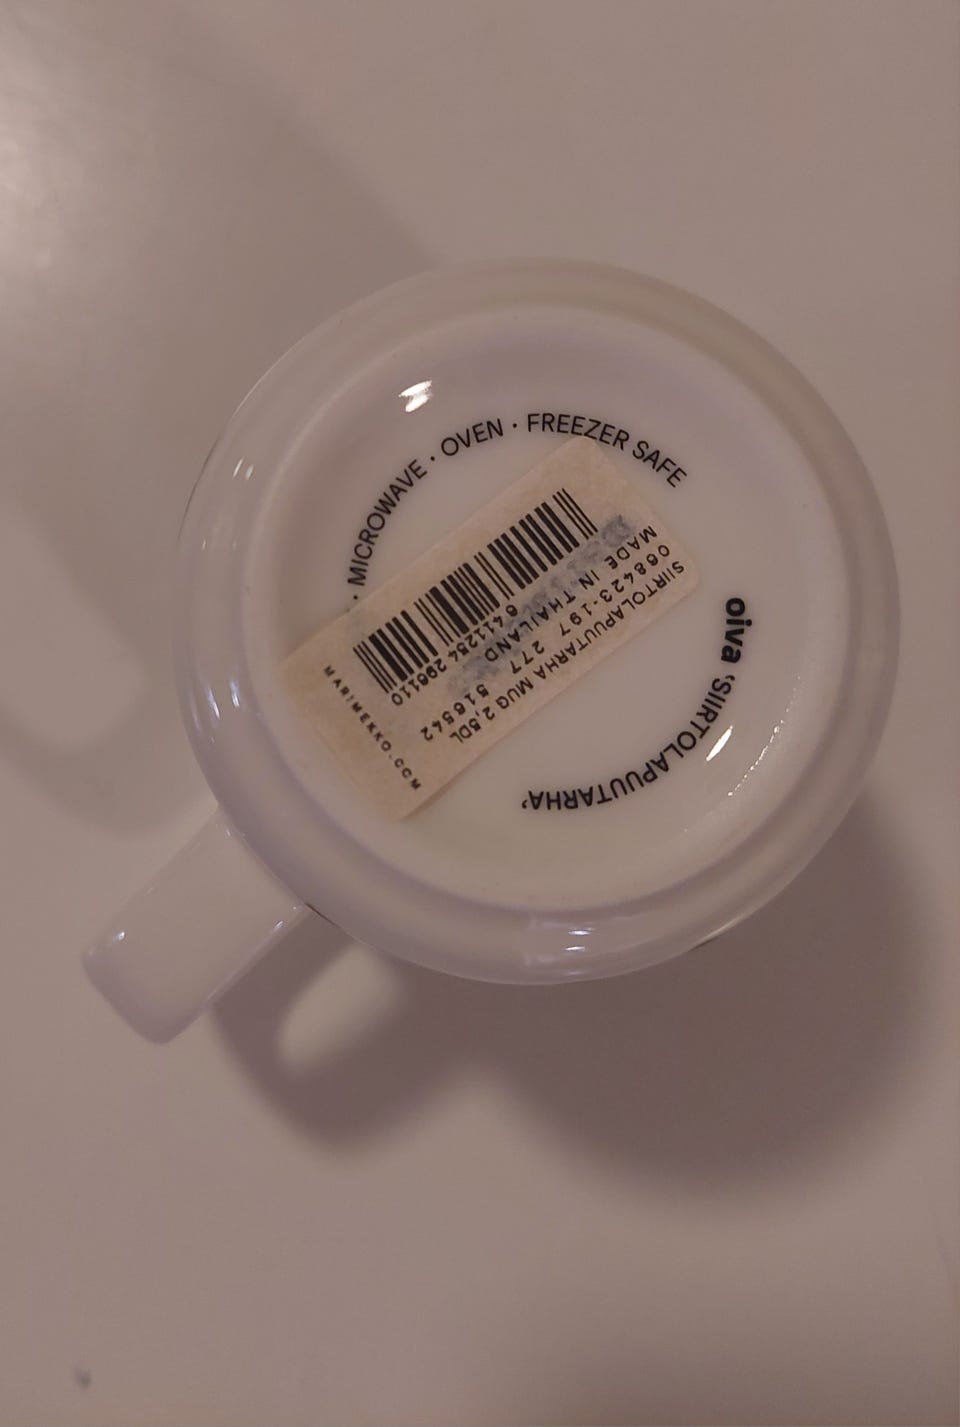 · MICROWAVE · OVEN · FREEZER SAFE
oiva 'SIIRTOLAPUUTARHA'
SIIRTOLAPUUTARHA MUG 2,5DL
068423-197 277 516542
MADE IN THAILAND
6411254 296110
MARIMEKKO.COM